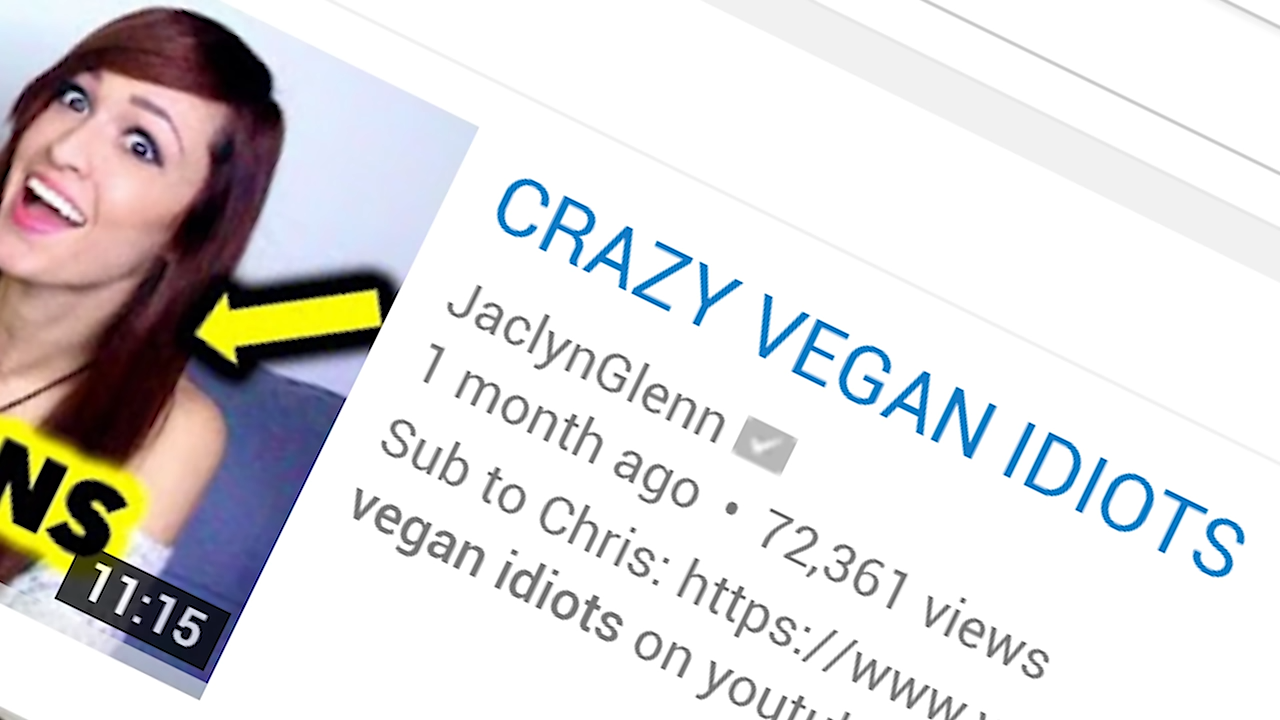 CRAZY VEGAN IDIOTS
JaclynGlenn
1 month ago • 72,361 views
Sub to Chris: https://www.
vegan idiots on
NS
11:15